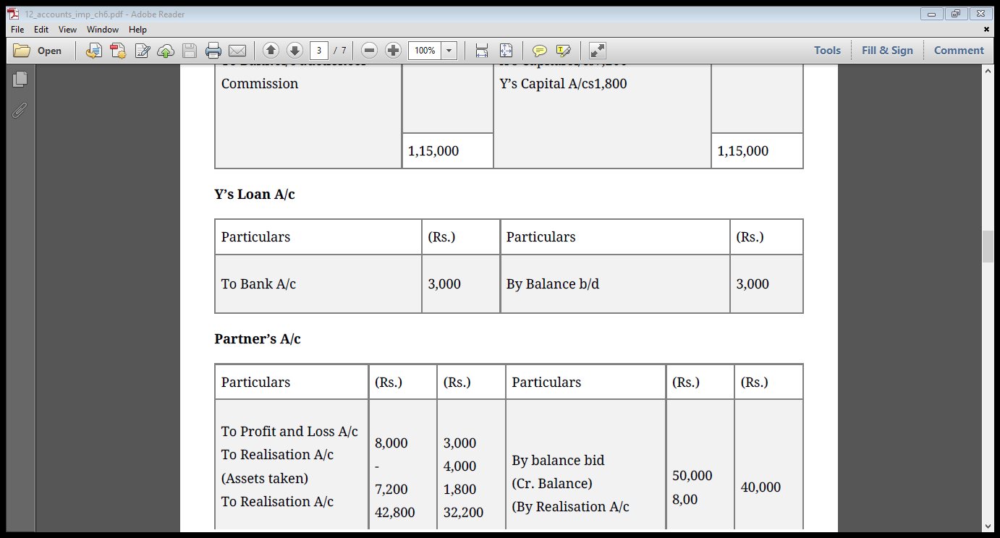 12_accounts_imp_ch6.pdf - Adobe Reader
File Edit View Window Help
Open 3 / 7 100% Tools Fill & Sign Comment
Commission Y’s Capital A/cs1,800
1,15,000 1,15,000
Y’s Loan A/c
Particulars (Rs.) Particulars (Rs.)
To Bank A/c 3,000 By Balance b/d 3,000
Partner’s A/c
Particulars (Rs.) (Rs.) Particulars (Rs.) (Rs.)
To Profit and Loss A/c
To Realisation A/c
(Assets taken)
To Realisation A/c
8,000
-
7,200
42,800
3,000
4,000
1,800
32,200
By balance bid
(Cr. Balance)
(By Realisation A/c
50,000
8,00
40,000